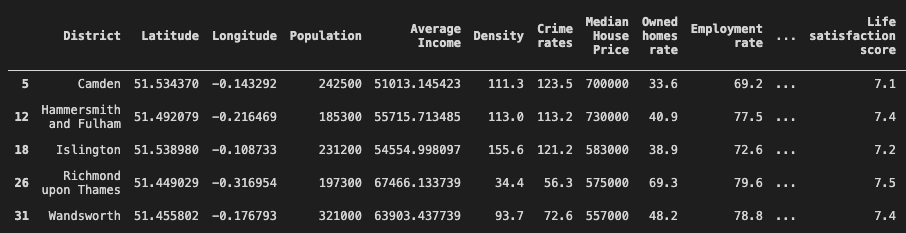 District Latitude Longitude Population Average Income Density Crime rates Median House Price Owned homes rate Employment rate ... Life satisfaction score
5 Camden 51.534370 -0.143292 242500 51013.145423 111.3 123.5 700000 33.6 69.2 ... 7.1
12 Hammersmith and Fulham 51.492079 -0.216469 185300 55715.713485 113.0 113.2 730000 40.9 77.5 ... 7.4
18 Islington 51.538980 -0.108733 231200 54554.998097 155.6 121.2 583000 38.9 72.6 ... 7.2
26 Richmond upon Thames 51.449029 -0.316954 197300 67466.133739 34.4 56.3 575000 69.3 79.6 ... 7.5
31 Wandsworth 51.455802 -0.176793 321000 63903.437739 93.7 72.6 557000 48.2 78.8 ... 7.4